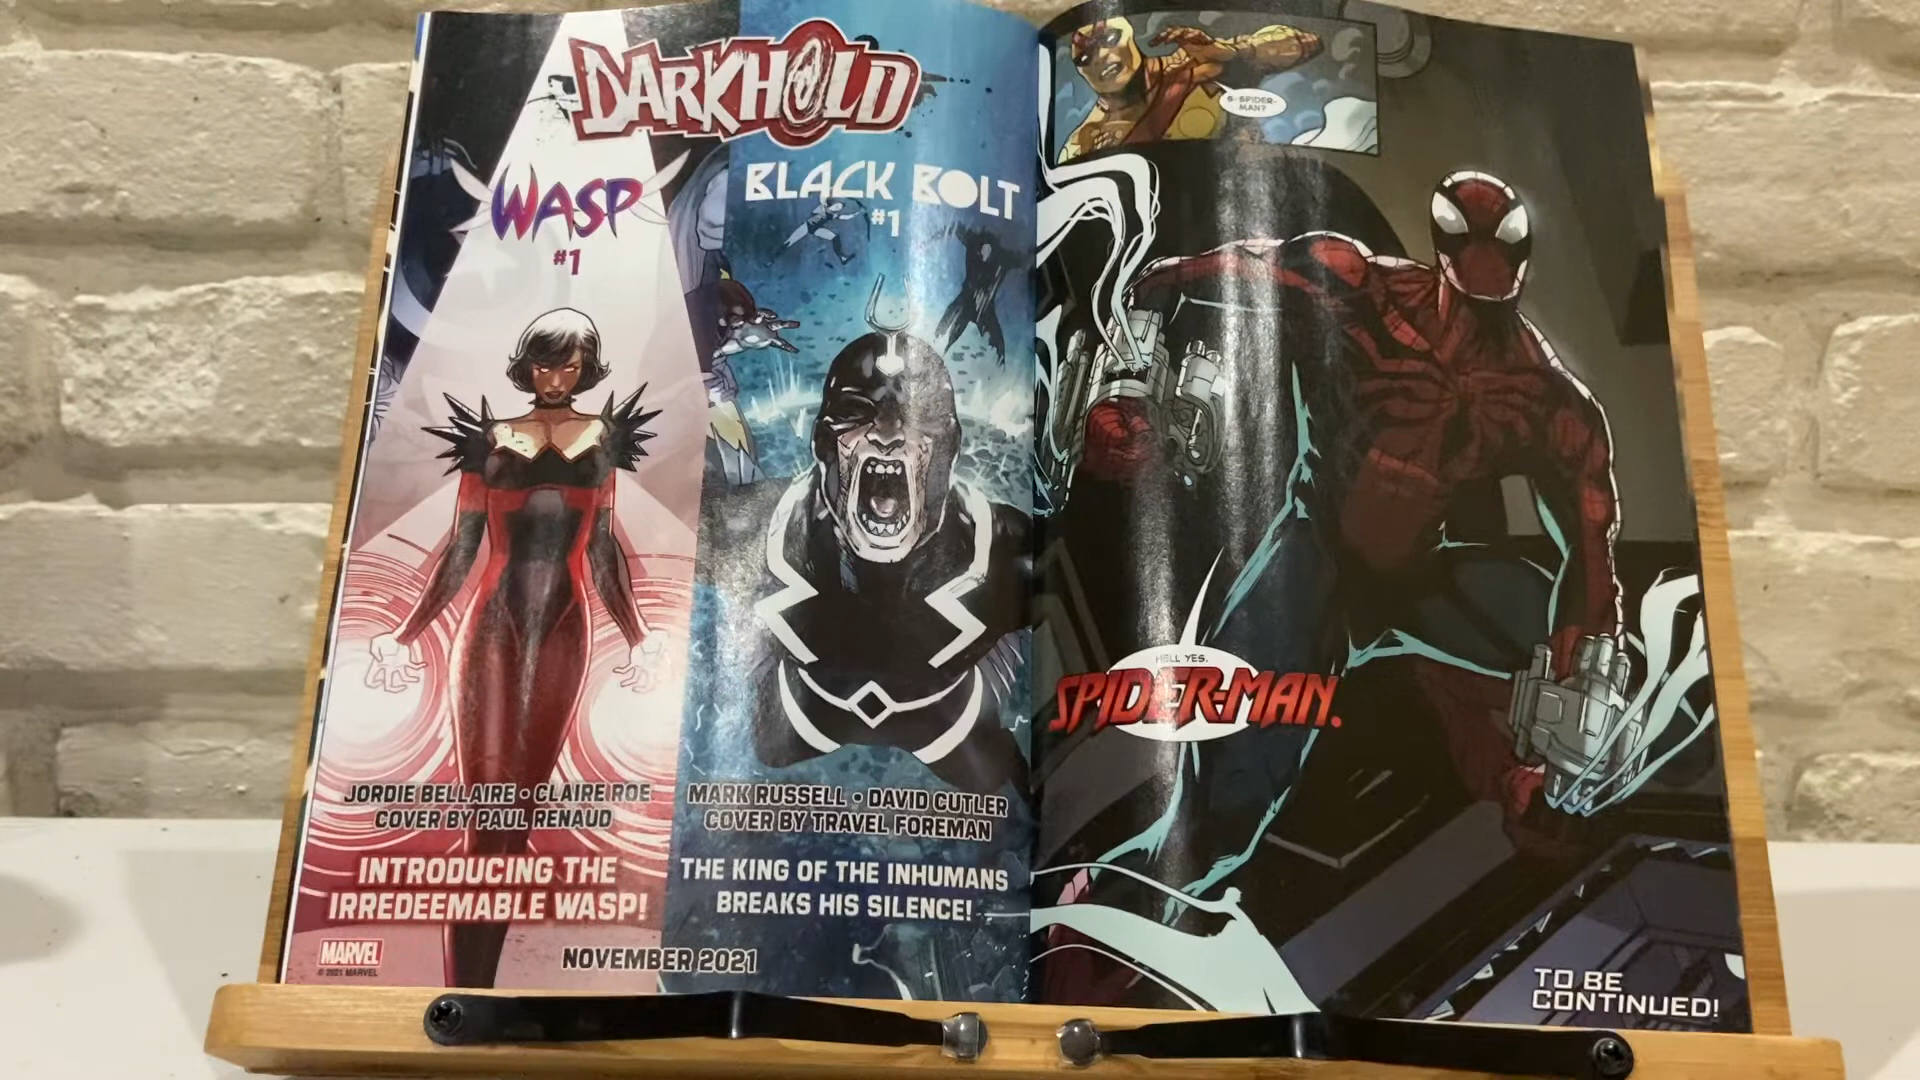 DARKHOLD
WASP
#1
BLACK BOLT
#1
JORDIE BELLAIRE • CLAIRE ROE
COVER BY PAUL RENAUD
INTRODUCING THE
IRREDEEMABLE WASP!
MARK RUSSELL • DAVID CUTLER
COVER BY TRAVEL FOREMAN
THE KING OF THE INHUMANS
BREAKS HIS SILENCE!
MARVEL
© 2021 MARVEL
NOVEMBER 2021
S-SPIDER-
MAN?
HELL YES.
SPIDER-MAN.
TO BE
CONTINUED!